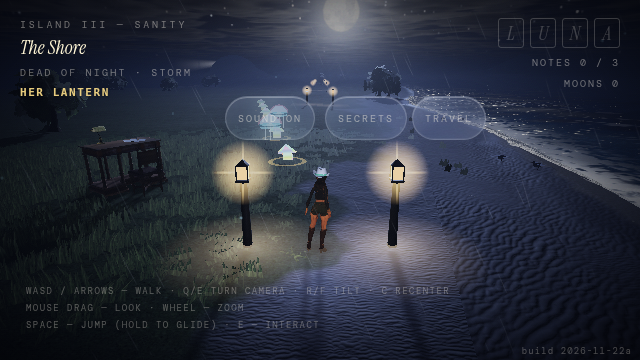 ISLAND III — SANITY
The Shore
DEAD OF NIGHT · STORM
HER LANTERN
L U N A
NOTES 0 / 3
MOONS 0
SOUND ON
SECRETS
TRAVEL
WASD / ARROWS — WALK · Q/E TURN CAMERA · R/F TILT · C RECENTER
MOUSE DRAG — LOOK · WHEEL — ZOOM
SPACE — JUMP (HOLD TO GLIDE) · E — INTERACT
build 2026-11-22a